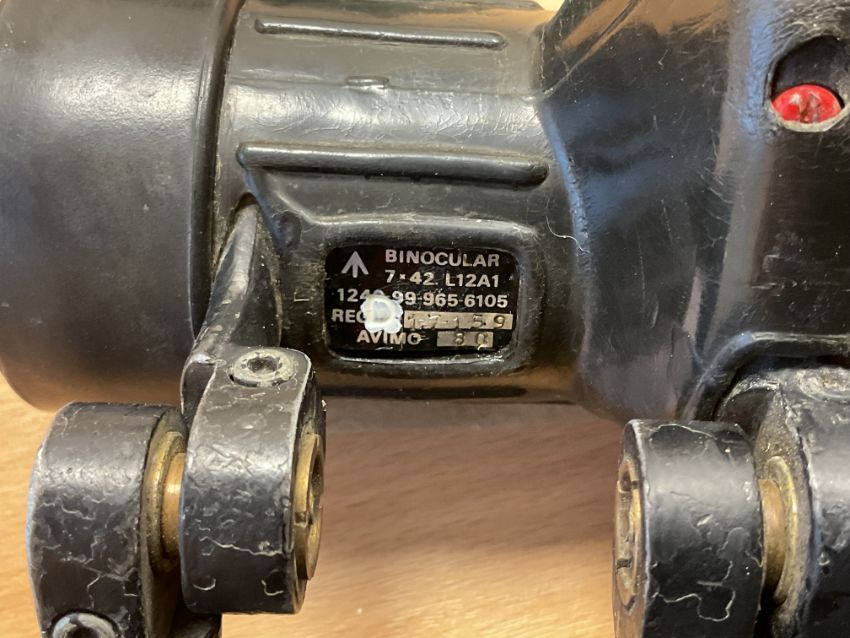 BINOCULAR
7×42 L12A1
99-965-6105
D
AVIMO 80